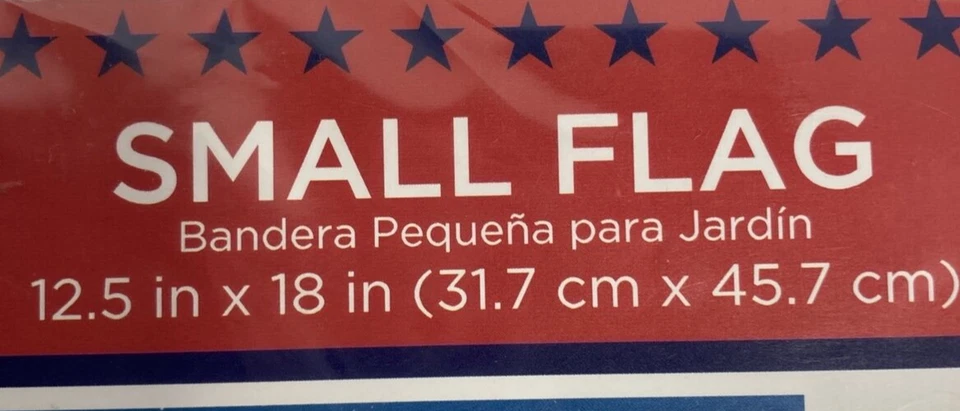 SMALL FLAG
Bandera Pequeña para Jardín
12.5 in x 18 in (31.7 cm x 45.7 cm)